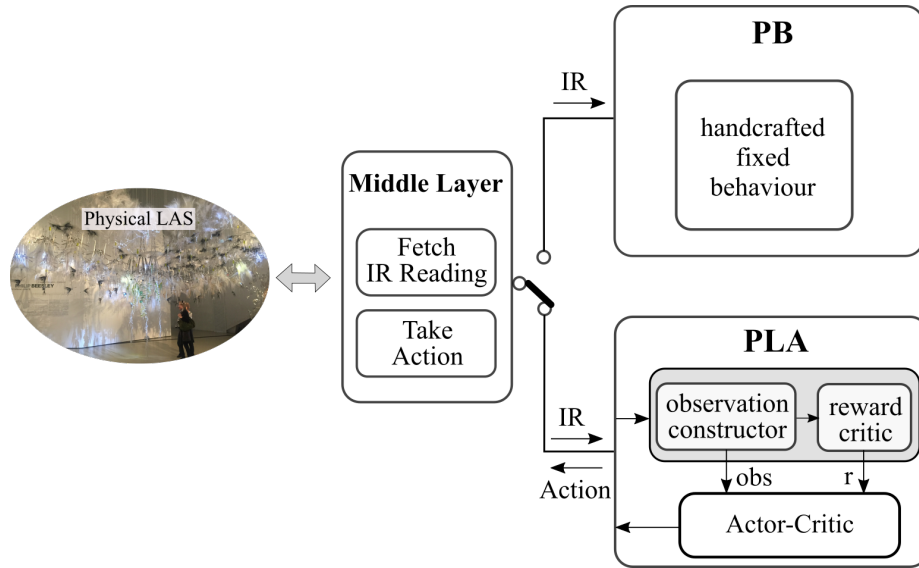 PB
IR
handcrafted
fixed
behaviour
Middle Layer
Physical LAS
Fetch
IR Reading
Take
Action
PLA
IR
observation
constructor
reward
critic
Action
obs
r
Actor-Critic